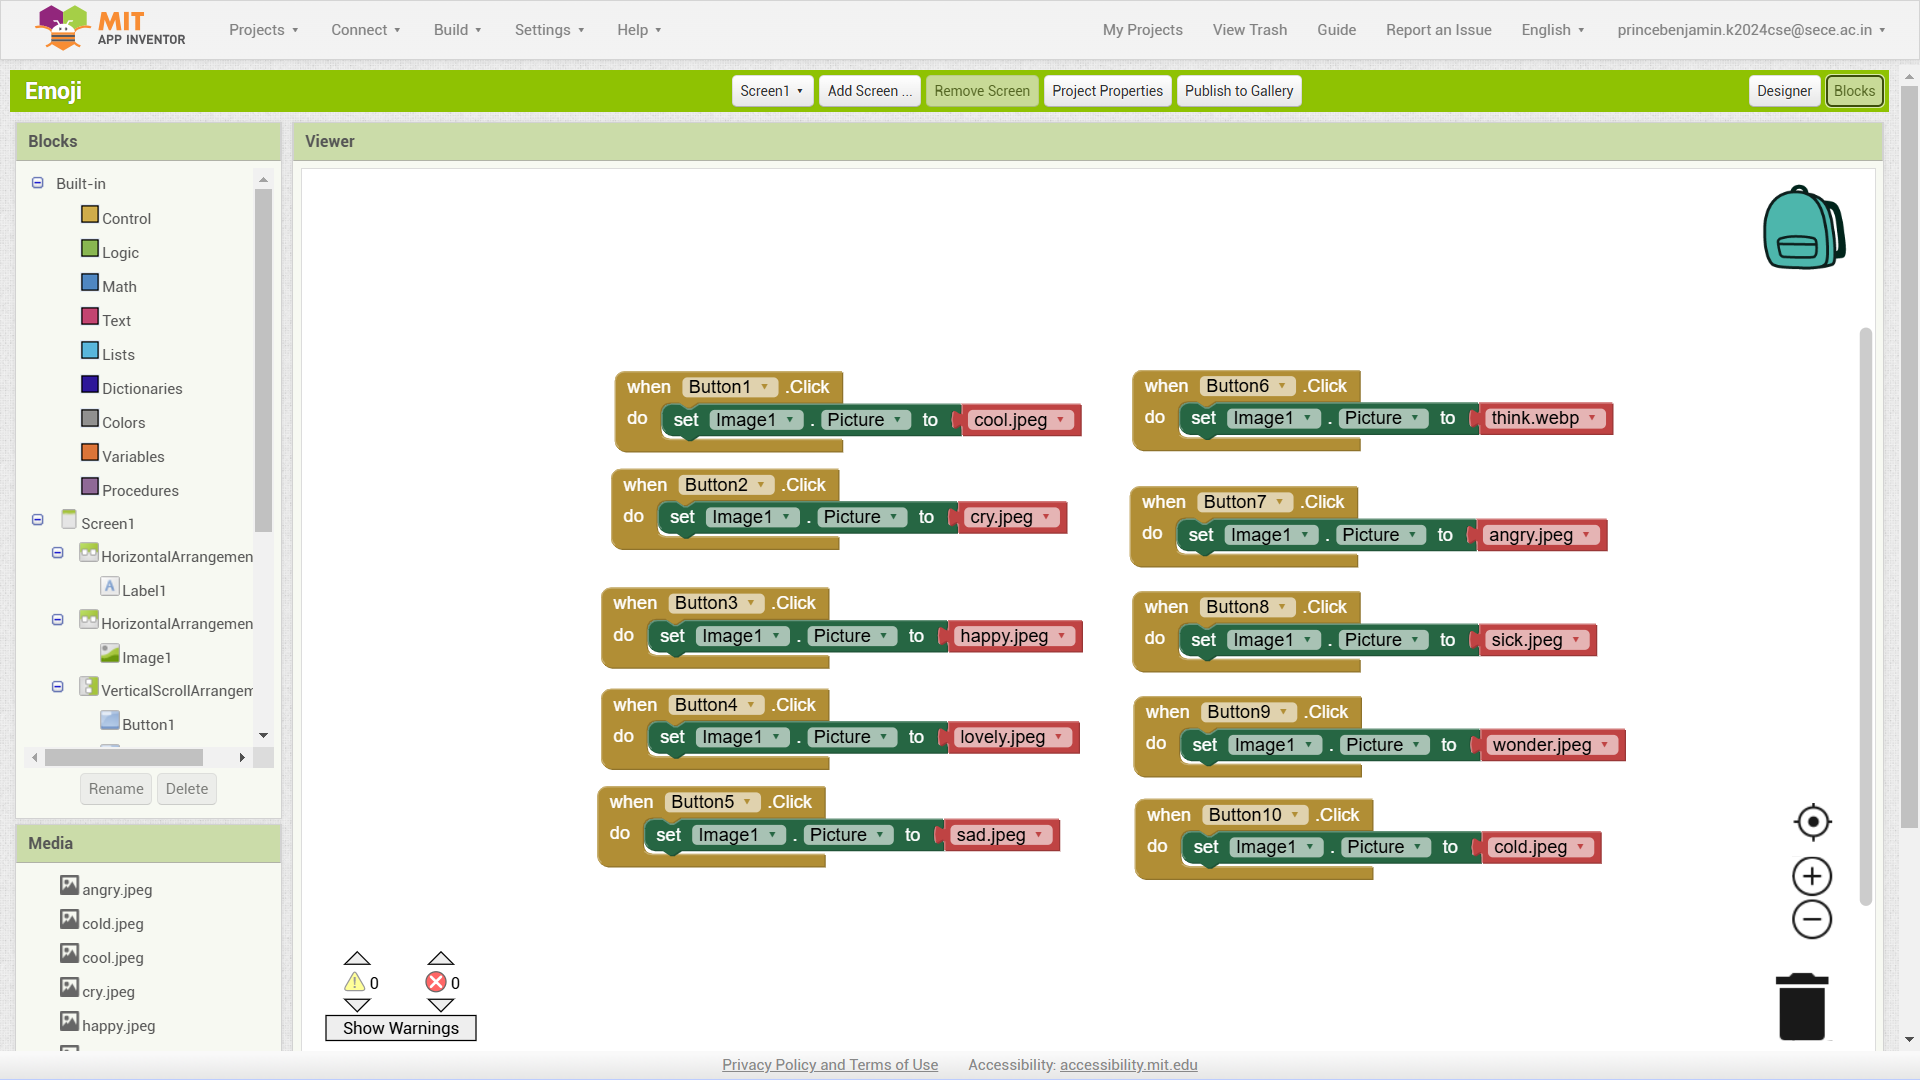 MIT
APP INVENTOR
Projects Connect Build Settings Help My Projects View Trash Guide Report an Issue English princebenjamin.k2024cse@sece.ac.in
Emoji Screen1 Add Screen ... Remove Screen Project Properties Publish to Gallery Designer Blocks
Blocks
Built-in
Control
Logic
Math
Text
Lists
Dictionaries
Colors
Variables
Procedures
Screen1
HorizontalArrangemen
Label1
HorizontalArrangemen
Image1
VerticalScrollArrangem
Button1
Rename Delete
Media
angry.jpeg
cold.jpeg
cool.jpeg
cry.jpeg
happy.jpeg
Viewer
when Button1 .Click
do set Image1 . Picture to cool.jpeg
when Button2 .Click
do set Image1 . Picture to cry.jpeg
when Button3 .Click
do set Image1 . Picture to happy.jpeg
when Button4 .Click
do set Image1 . Picture to lovely.jpeg
when Button5 .Click
do set Image1 . Picture to sad.jpeg
when Button6 .Click
do set Image1 . Picture to think.webp
when Button7 .Click
do set Image1 . Picture to angry.jpeg
when Button8 .Click
do set Image1 . Picture to sick.jpeg
when Button9 .Click
do set Image1 . Picture to wonder.jpeg
when Button10 .Click
do set Image1 . Picture to cold.jpeg
0 0
Show Warnings
Privacy Policy and Terms of Use Accessibility: accessibility.mit.edu